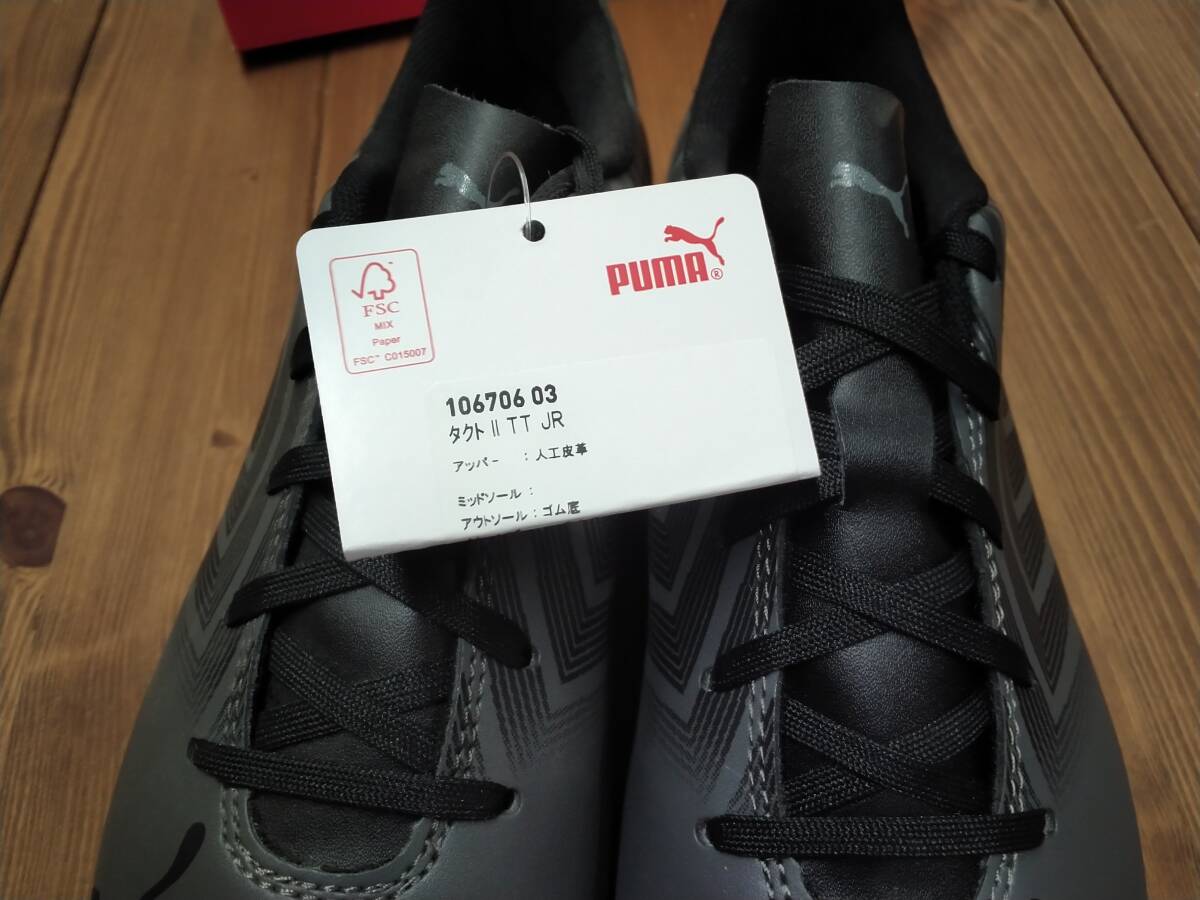 FSC
MIX
Paper
FSC™ C015007
PUMA®
106706 03
タクト II TT JR
アッパー : 人工皮革
ミッドソール :
アウトソール : ゴム底